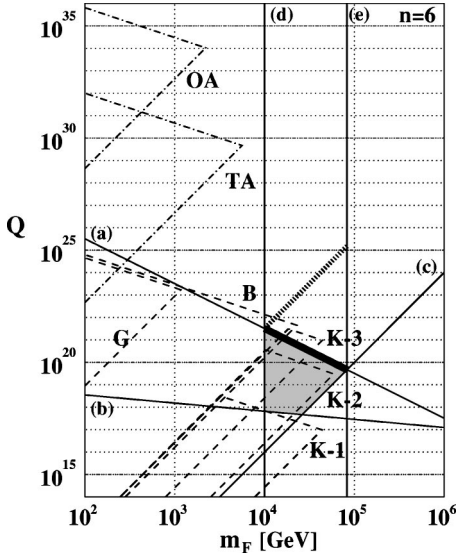 10^35
(d)
(e)
n=6
OA
10^30
TA
Q
(a)
10^25
(c)
B
K-3
G
10^20
K-2
(b)
K-1
10^15
10^2
10^3
10^4
10^5
10^6
m_F [GeV]